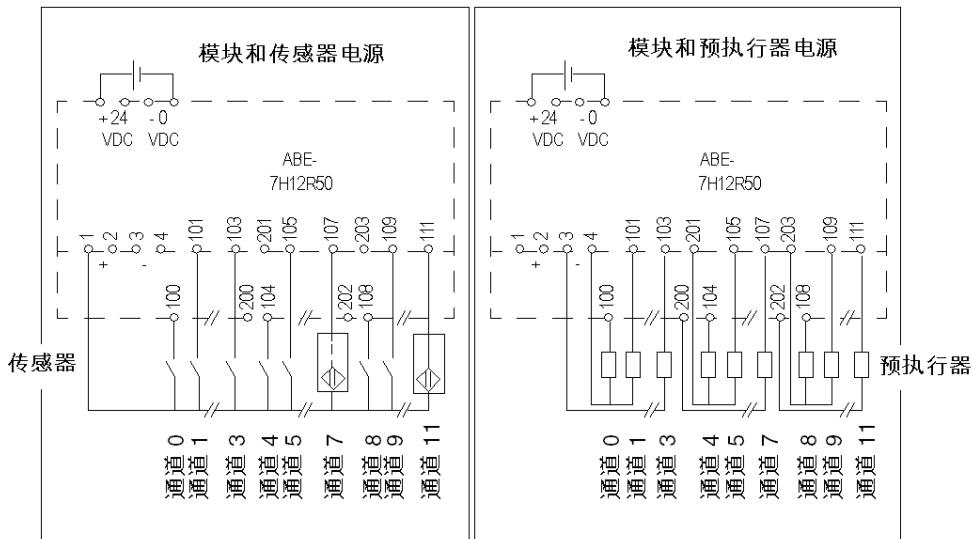 模块和传感器电源
+24 -0
VDC VDC
ABE-
7H12R50
1 2 3 4 101 103 201 105 107 203 109 111
+ -
100 200 104 202 108
传感器
通道 0 通道 1 通道 3 通道 4 通道 5 通道 7 通道 8 通道 9 通道 11
模块和预执行器电源
+24 -0
VDC VDC
ABE-
7H12R50
1 2 3 4 101 103 201 105 107 203 109 111
+ -
100 200 104 202 108
预执行器
通道 0 通道 1 通道 3 通道 4 通道 5 通道 7 通道 8 通道 9 通道 11